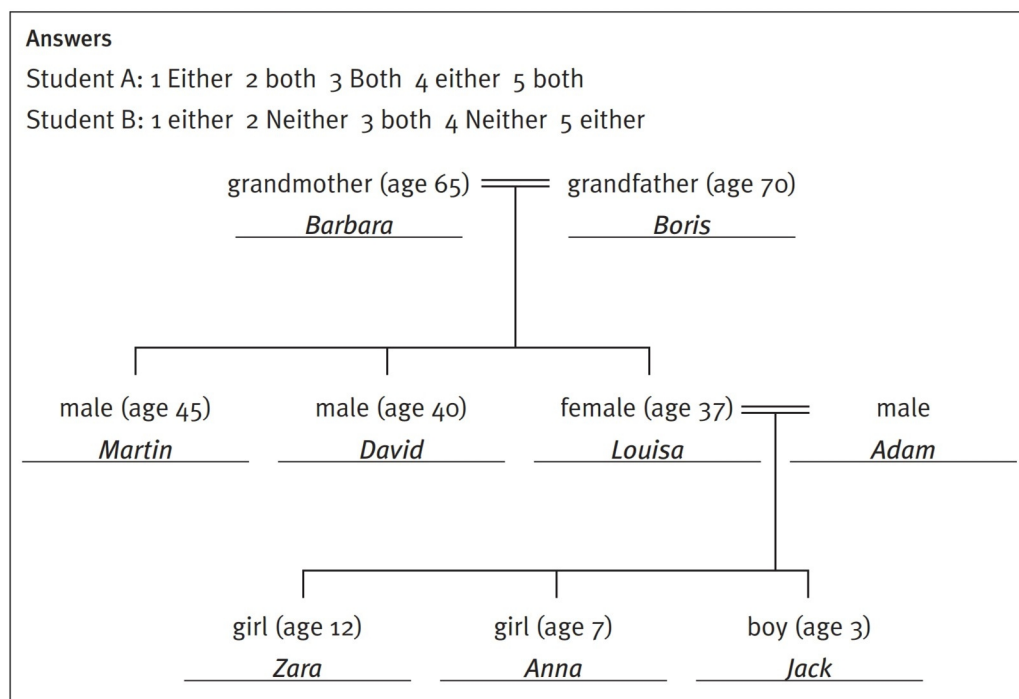 Answers
Student A: 1 Either 2 both 3 Both 4 either 5 both
Student B: 1 either 2 Neither 3 both 4 Neither 5 either
grandmother (age 65) grandfather (age 70)
Barbara Boris
male (age 45) male (age 40) female (age 37) male
Martin David Louisa Adam
girl (age 12) girl (age 7) boy (age 3)
Zara Anna Jack